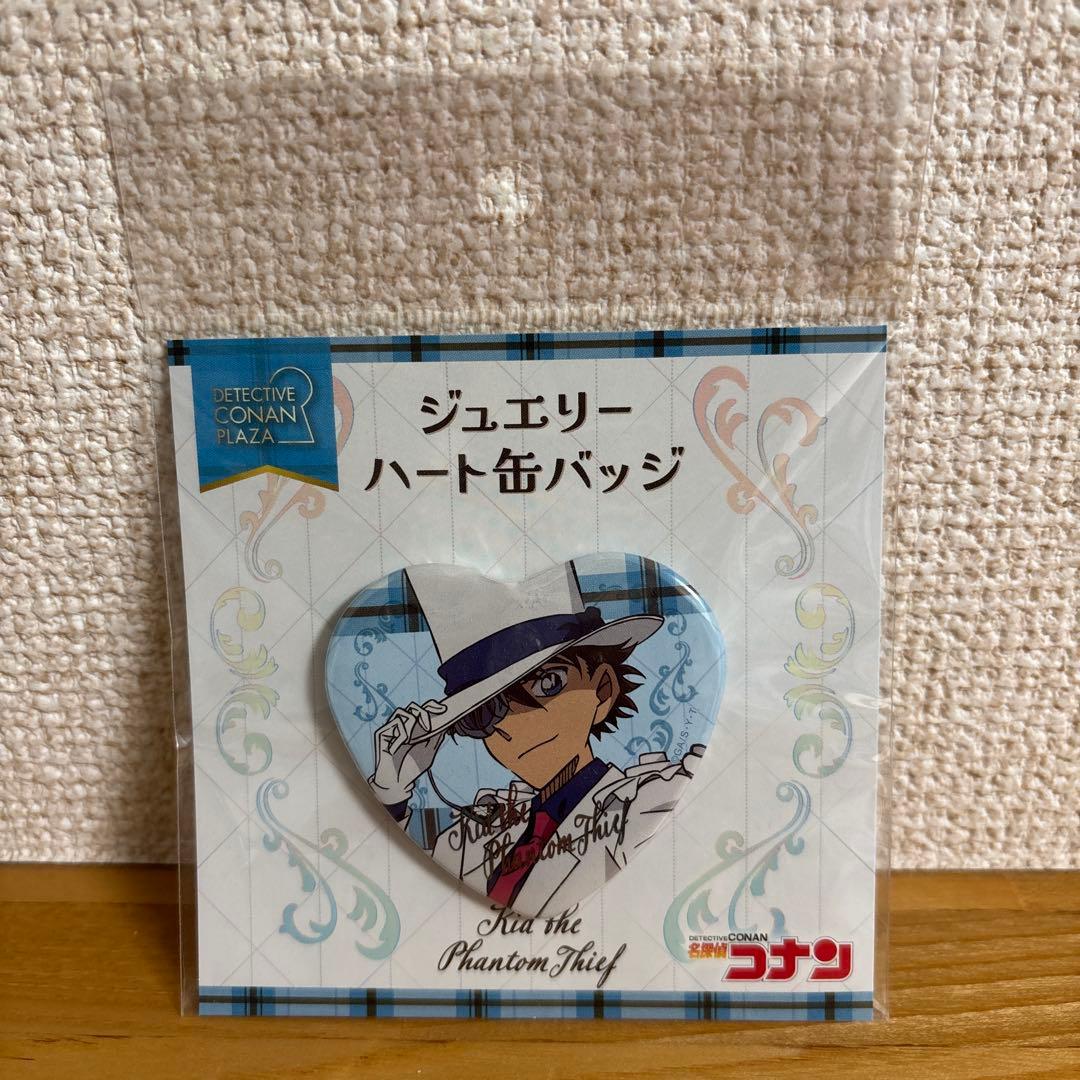 DETECTIVE
CONAN
PLAZA
ジュエリー
ハート缶バッジ
Kid the
Phantom Thief
Kid the
Phantom Thief
DETECTIVE CONAN
名探偵
コナン